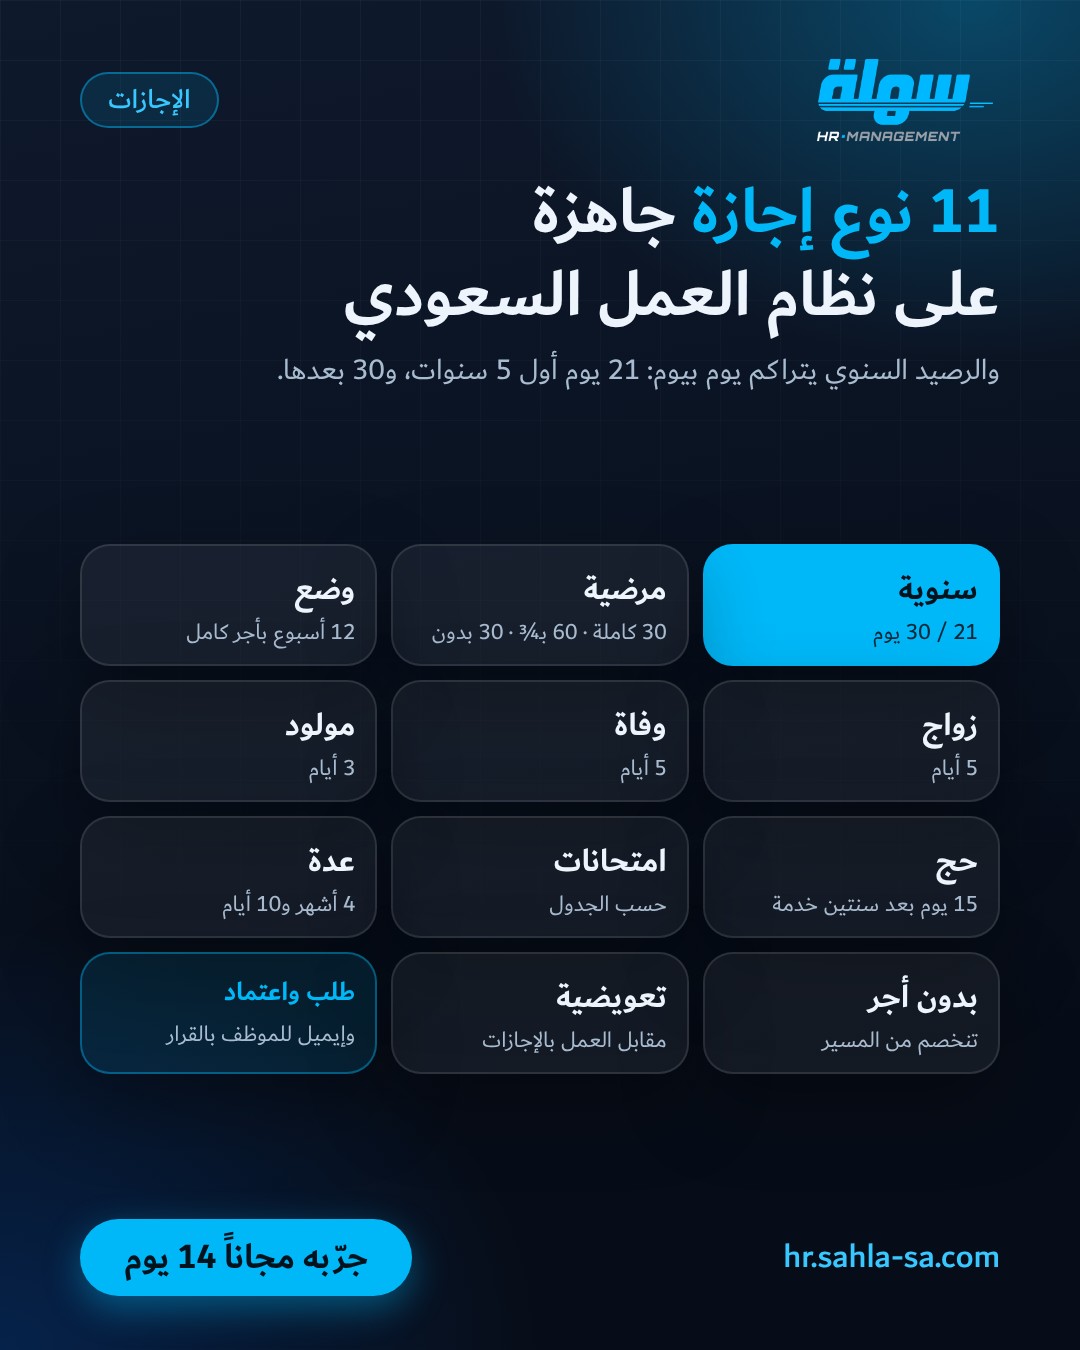 سهلة
HR·MANAGEMENT
الإجازات
11 نوع إجازة جاهزة
على نظام العمل السعودي
والرصيد السنوي يتراكم يوم بيوم: 21 يوم أول 5 سنوات، و30 بعدها.
سنوية
21 / 30 يوم
مرضية
30 كاملة · 60 بـ¾ · 30 بدون
وضع
12 أسبوع بأجر كامل
زواج
5 أيام
وفاة
5 أيام
مولود
3 أيام
حج
15 يوم بعد سنتين خدمة
امتحانات
حسب الجدول
عدة
4 أشهر و10 أيام
بدون أجر
تنخصم من المسير
تعويضية
مقابل العمل بالإجازات
طلب واعتماد
وإيميل للموظف بالقرار
hr.sahla-sa.com
جرّبه مجاناً 14 يوم